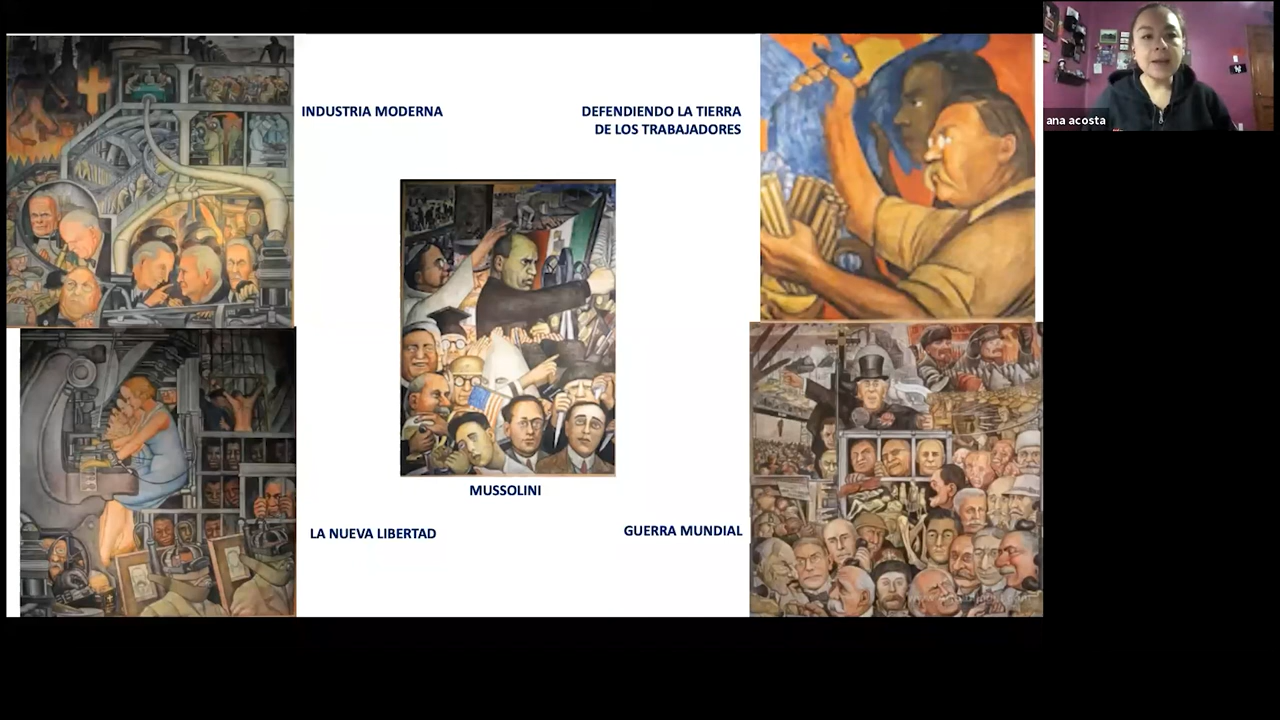 INDUSTRIA MODERNA
DEFENDIENDO LA TIERRA
DE LOS TRABAJADORES
ana acosta
MUSSOLINI
LA NUEVA LIBERTAD
GUERRA MUNDIAL